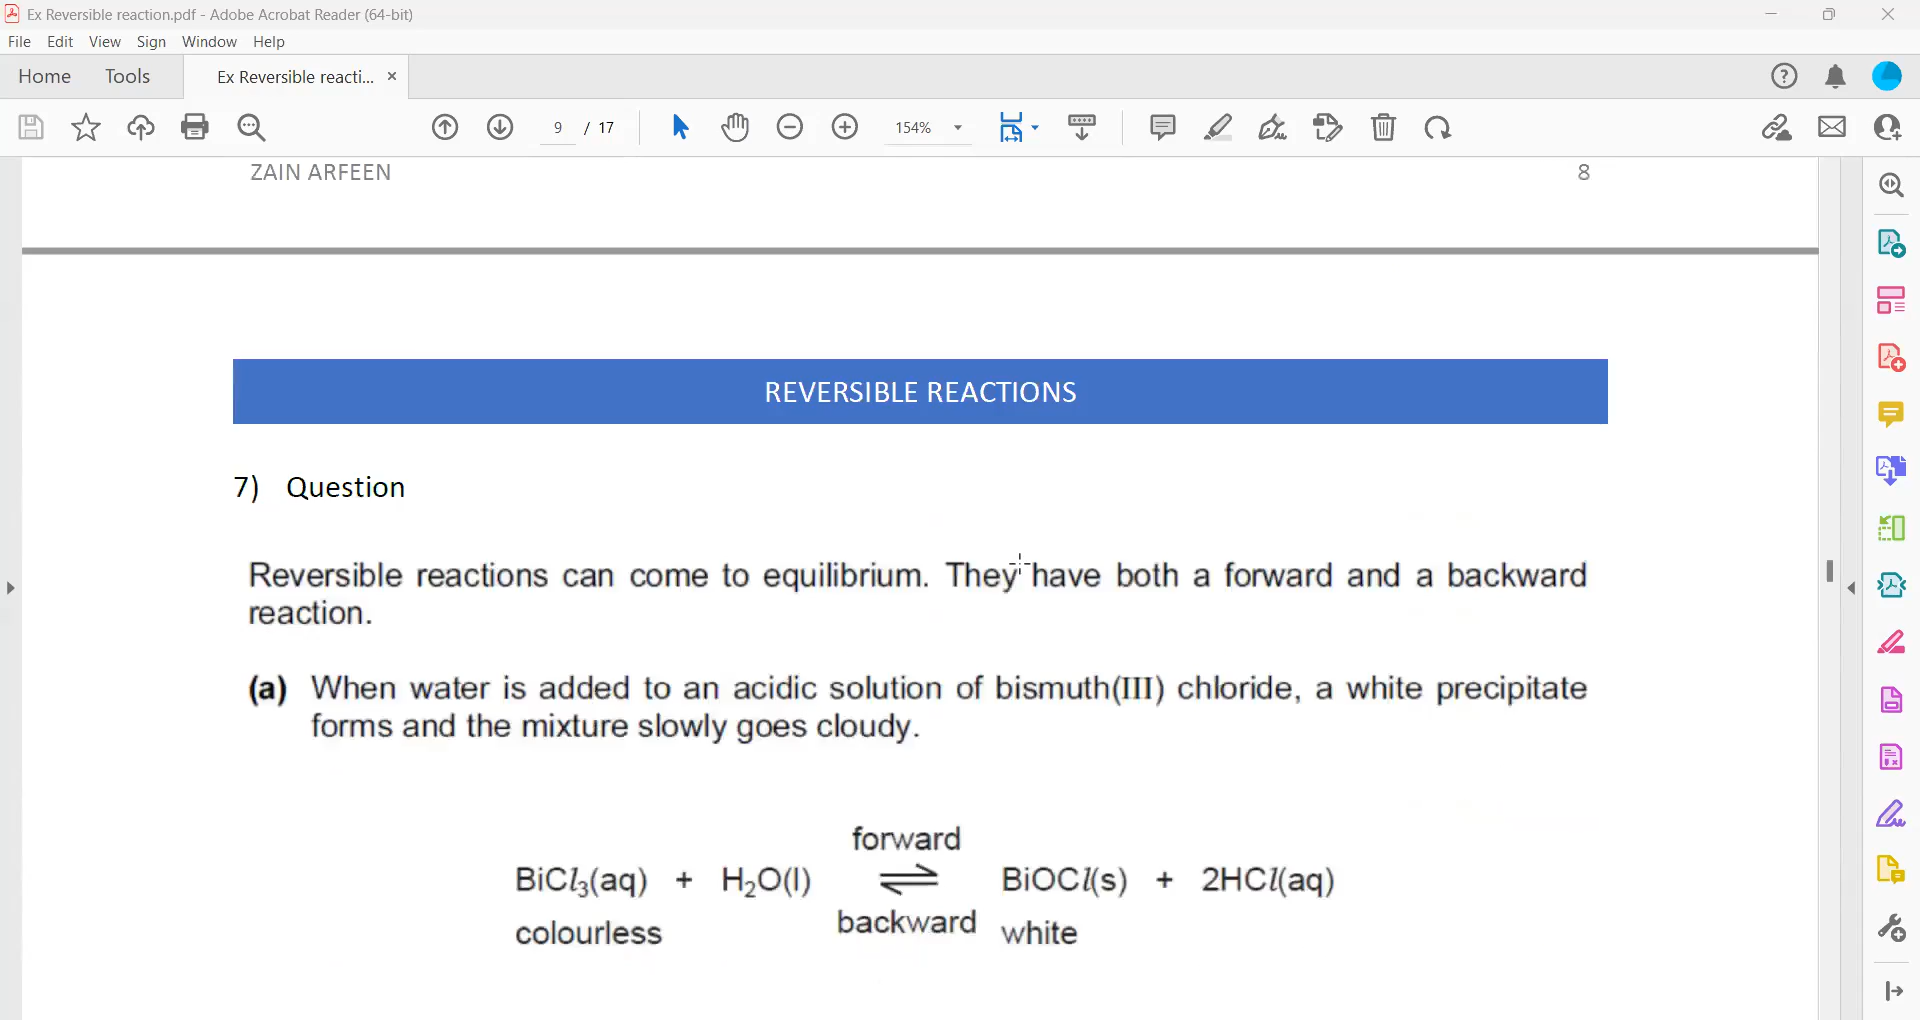 Ex Reversible reaction.pdf - Adobe Acrobat Reader (64-bit)
File Edit View Sign Window Help
Home Tools Ex Reversible reacti... ×
9 / 17 154%
ZAIN ARFEEN 8
REVERSIBLE REACTIONS
7) Question
Reversible reactions can come to equilibrium. They have both a forward and a backward
reaction.
(a) When water is added to an acidic solution of bismuth(III) chloride, a white precipitate
forms and the mixture slowly goes cloudy.
forward
BiCl₃(aq) + H₂O(l) ⇌ BiOCl(s) + 2HCl(aq)
backward
colourless white